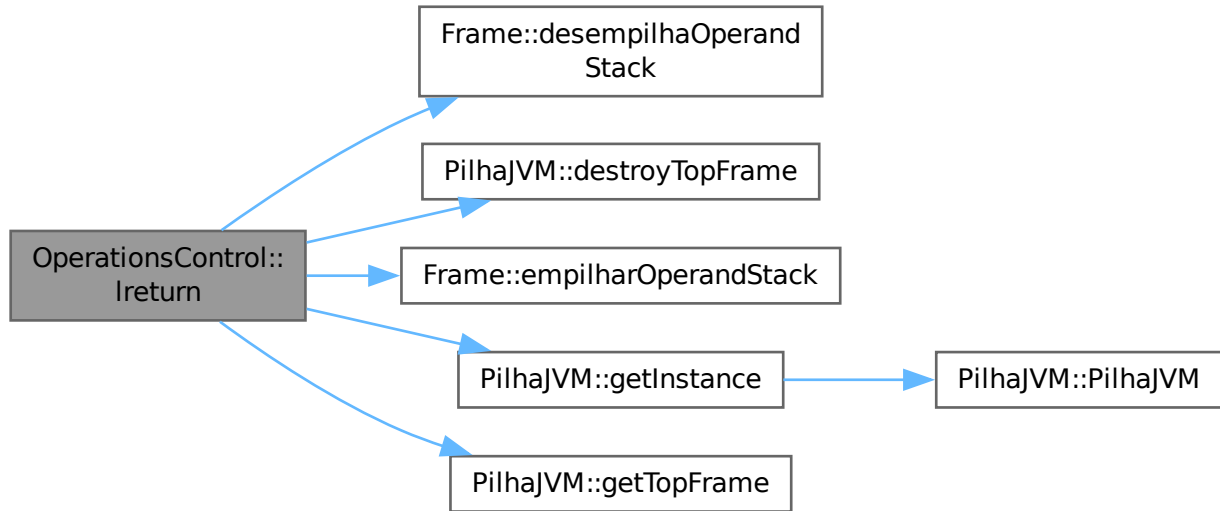 Frame::desempilhaOperand
Stack
PilhaJVM::destroyTopFrame
OperationsControl::
lreturn
Frame::empilharOperandStack
PilhaJVM::getInstance
PilhaJVM::PilhaJVM
PilhaJVM::getTopFrame